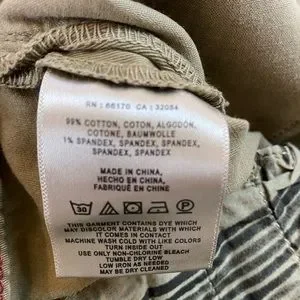 RN : 66170 CA : 32054
99% COTTON, COTON, ALGODÓN,
COTONE, BAUMWOLLE
1% SPANDEX, SPANDEX, SPANDEX,
SPANDEX, SPANDEX
MADE IN CHINA
HECHO EN CHINA
FABRIQUÉ EN CHINE
30 P
THIS GARMENT CONTAINS DYE WHICH
MAY DISCOLOR MATERIALS WITH WHICH
IT COMES IN CONTACT
MACHINE WASH COLD WITH LIKE COLORS
TURN INSIDE OUT
USE ONLY NON-CHLORINE BLEACH
TUMBLE DRY LOW
LOW IRON AS NEEDED
MAY BE DRY CLEANED